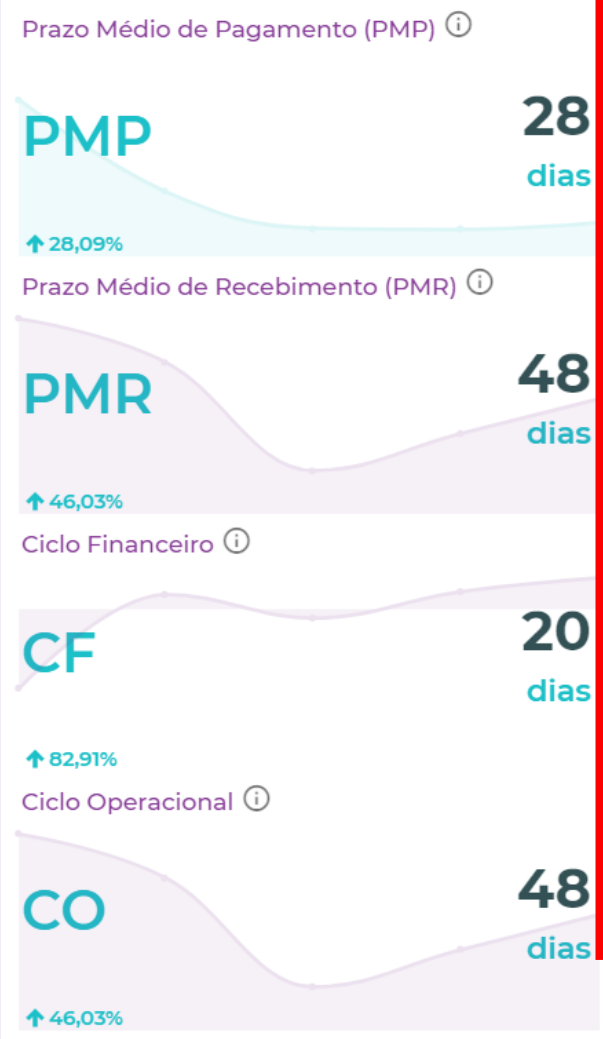 Prazo Médio de Pagamento (PMP)
PMP
28
dias
28,09%
Prazo Médio de Recebimento (PMR)
PMR
48
dias
46,03%
Ciclo Financeiro
CF
20
dias
82,91%
Ciclo Operacional
CO
48
dias
46,03%